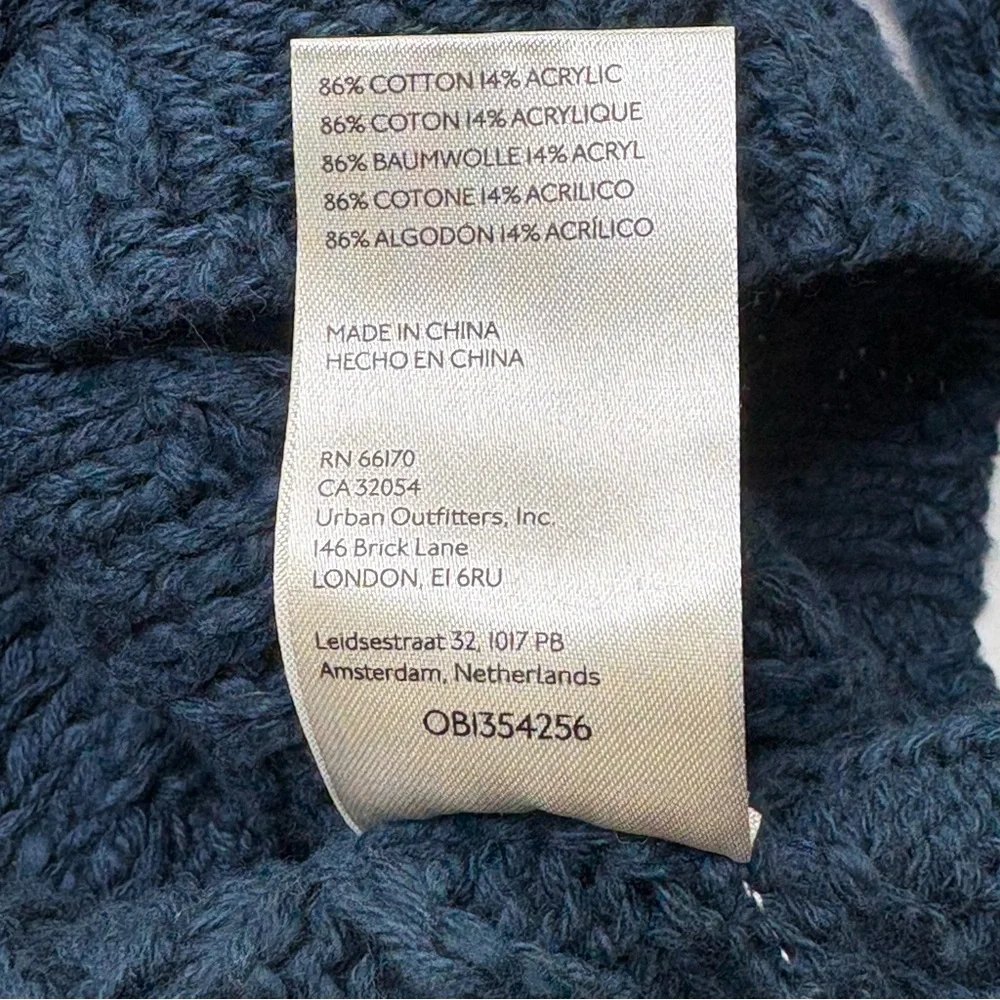 86% COTTON 14% ACRYLIC
86% COTON 14% ACRYLIQUE
86% BAUMWOLLE 14% ACRYL
86% COTONE 14% ACRILICO
86% ALGODÓN 14% ACRÍLICO
MADE IN CHINA
HECHO EN CHINA
RN 66170
CA 32054
Urban Outfitters, Inc.
146 Brick Lane
LONDON, E1 6RU
Leidsestraat 32, 1017 PB
Amsterdam, Netherlands
OB1354256